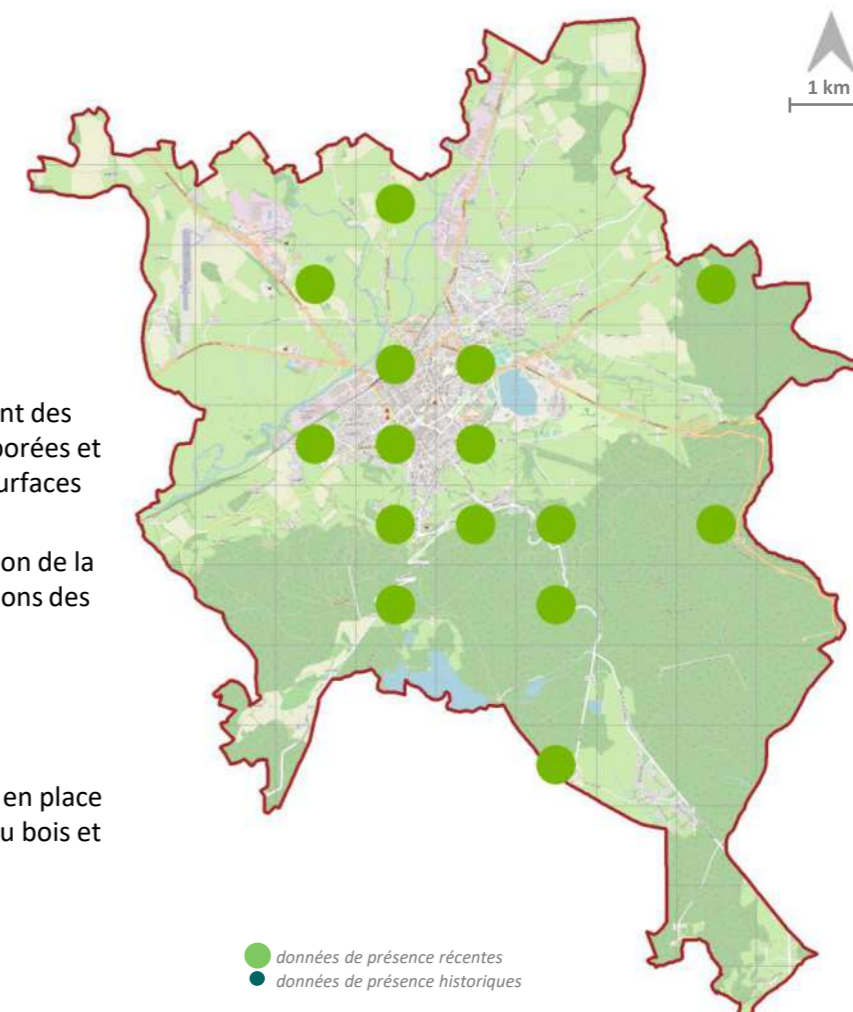 1 km
nt des
porées et
urfaces
on de la
ons des
en place
u bois et
données de présence récentes
données de présence historiques